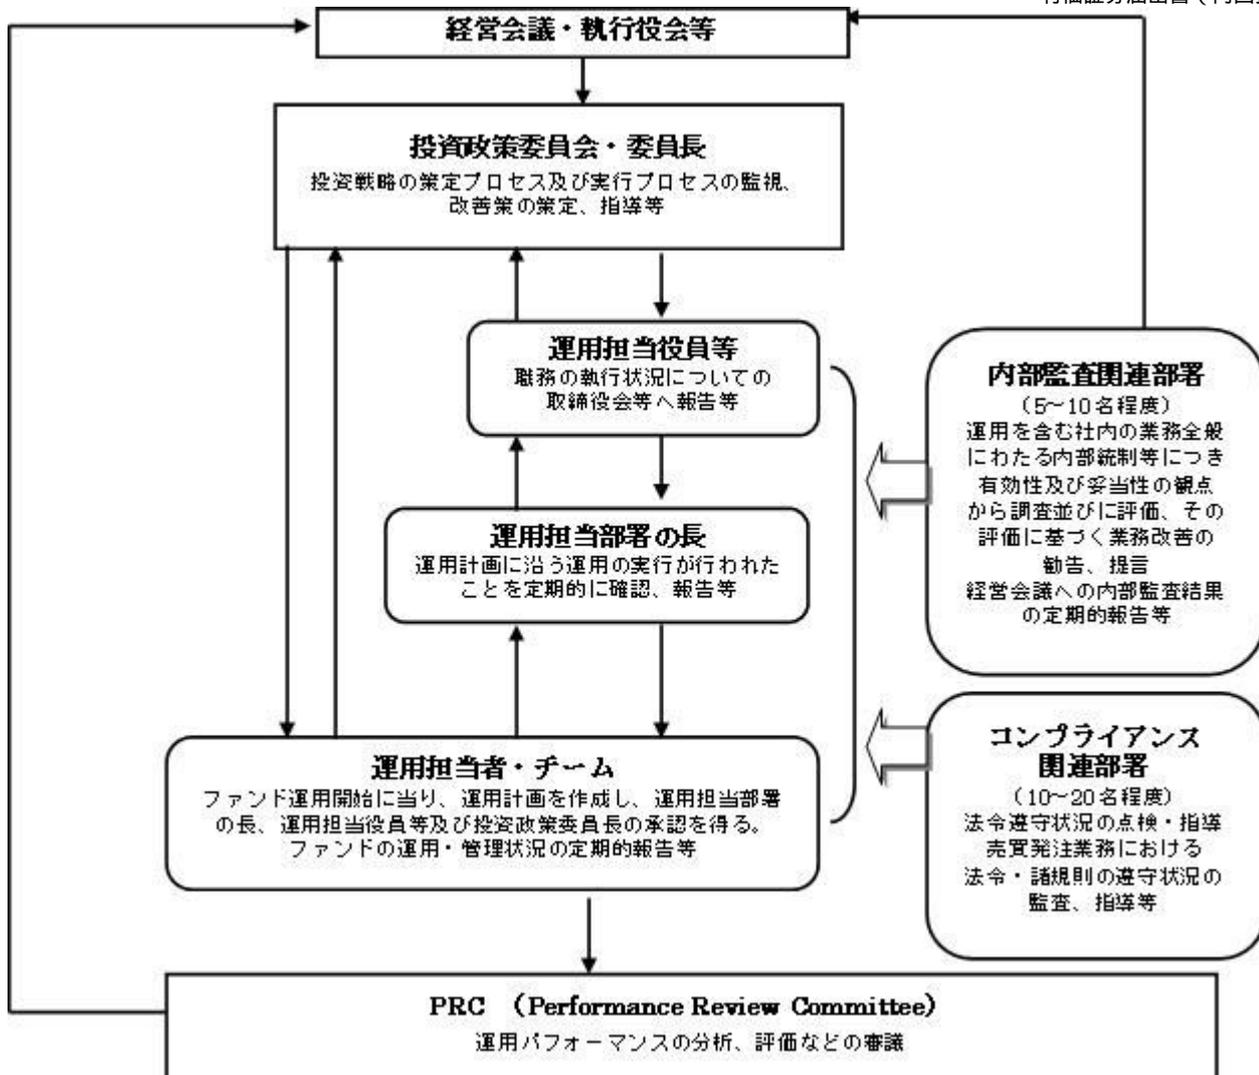 経営会議・執行役会等
投資政策委員会・委員長
投資戦略の策定プロセス及び実行プロセスの監視、
改善策の策定、指導等
運用担当役員等
職務の執行状況についての
取締役会等へ報告等
運用担当部署の長
運用計画に沿う運用の実行が行われた
ことを定期的に確認、報告等
運用担当者・チーム
ファンド運用開始に当り、運用計画を作成し、運用担当部署
の長、運用担当役員等及び投資政策委員長の承認を得る。
ファンドの運用・管理状況の定期的報告等
内部監査関連部署
(5~10名程度)
運用を含む社内の業務全般
にわたる内部統制等につき
有効性及び妥当性の観点
から調査並びに評価、その
評価に基づく業務改善の
勧告、提言
経営会議への内部監査結果
の定期的報告等
コンプライアンス
関連部署
(10~20名程度)
法令遵守状況の点検・指導
売買発注業務における
法令・諸規則の遵守状況の
監査、指導等
PRC (Performance Review Committee)
運用パフォーマンスの分析、評価などの審議